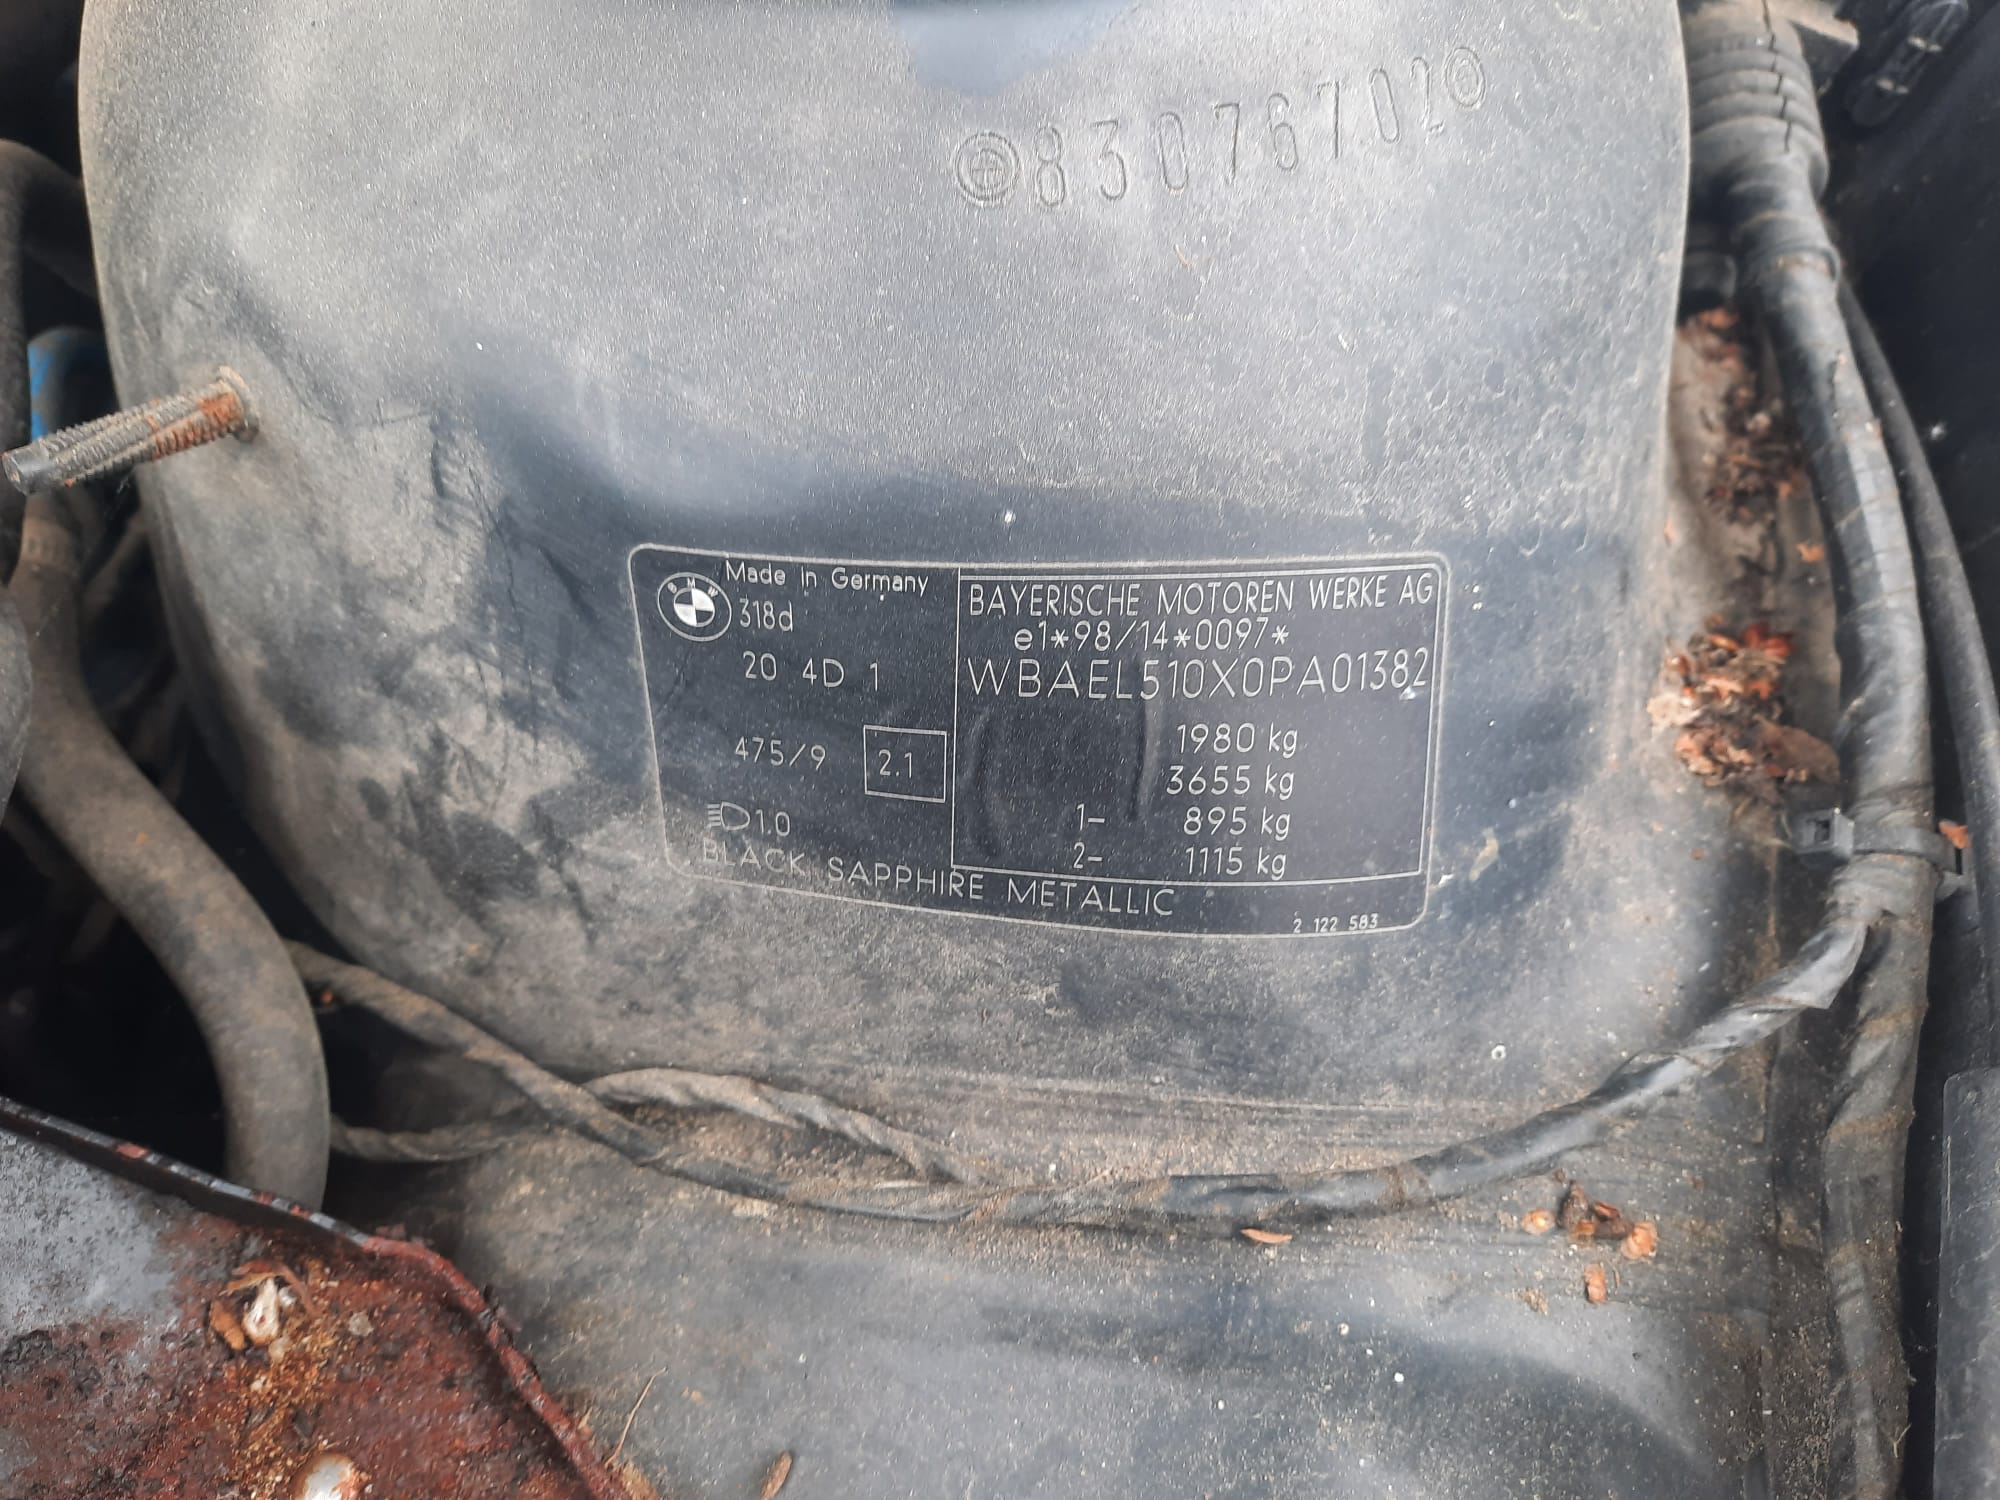 83076702
Made in Germany
BMW
318d
20 4D 1
475/9
2.1
1.0
BAYERISCHE MOTOREN WERKE AG
e1*98/14*0097*
WBAEL510X0PA01382
1980 kg
3655 kg
1– 895 kg
2– 1115 kg
BLACK SAPPHIRE METALLIC
2 122 583